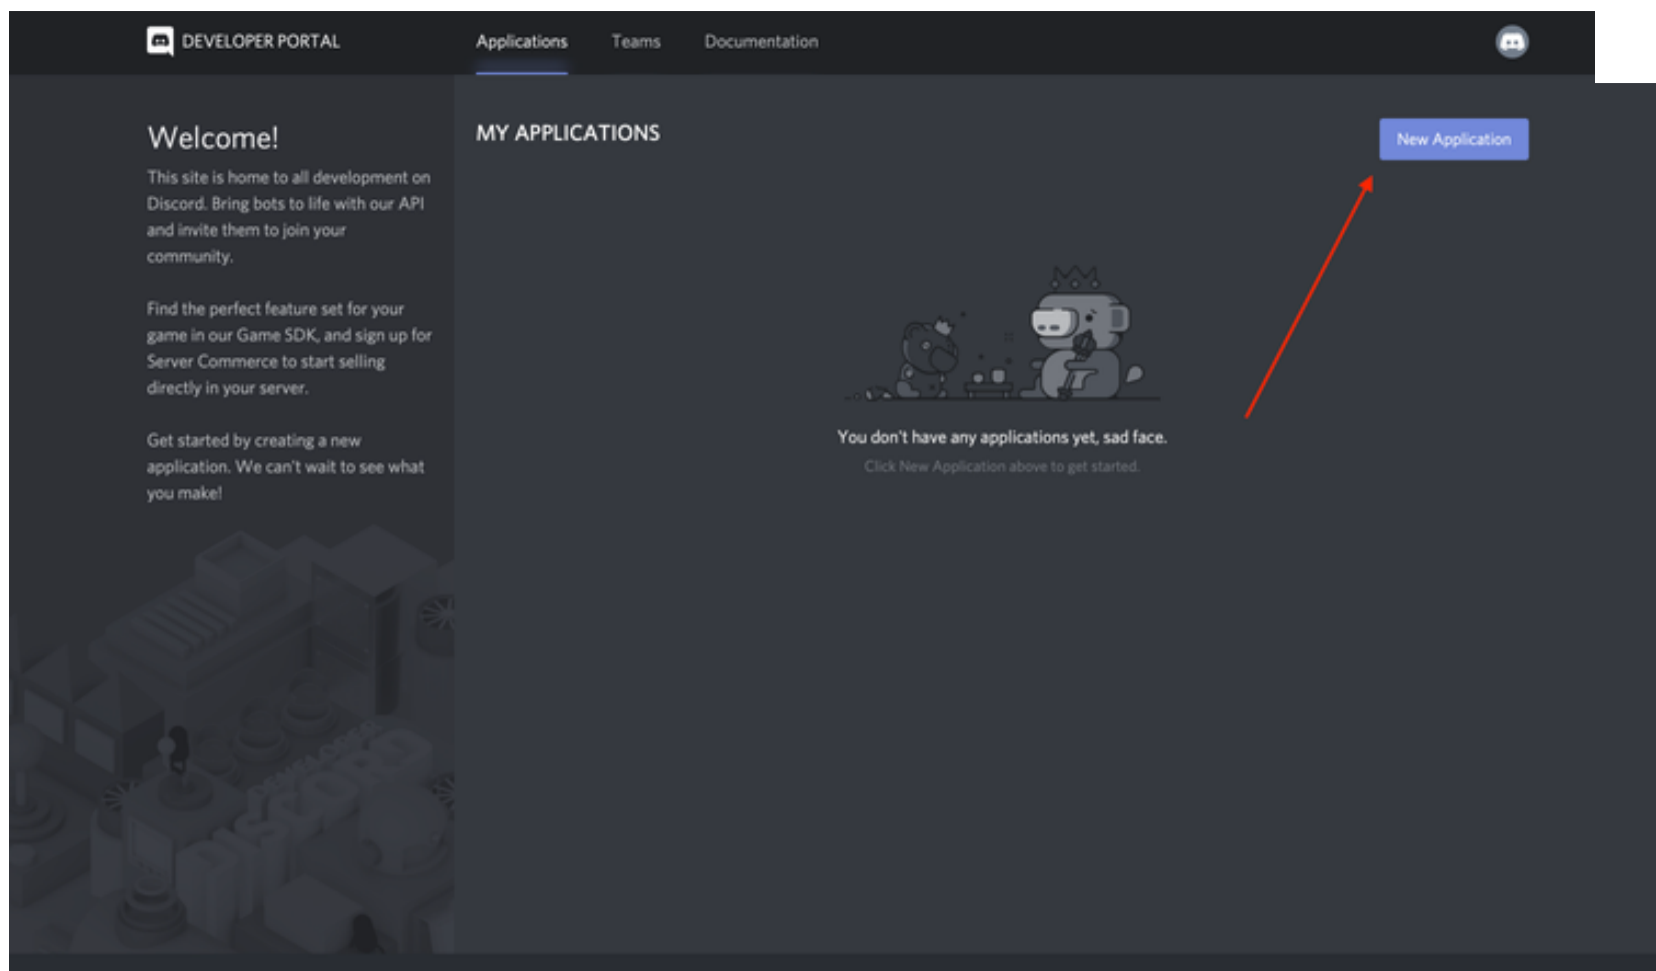 DEVELOPER PORTAL
Applications
Teams
Documentation
Welcome!
This site is home to all development on
Discord. Bring bots to life with our API
and invite them to join your
community.
Find the perfect feature set for your
game in our Game SDK, and sign up for
Server Commerce to start selling
directly in your server.
Get started by creating a new
application. We can't wait to see what
you make!
MY APPLICATIONS
New Application
You don't have any applications yet, sad face.
Click New Application above to get started.